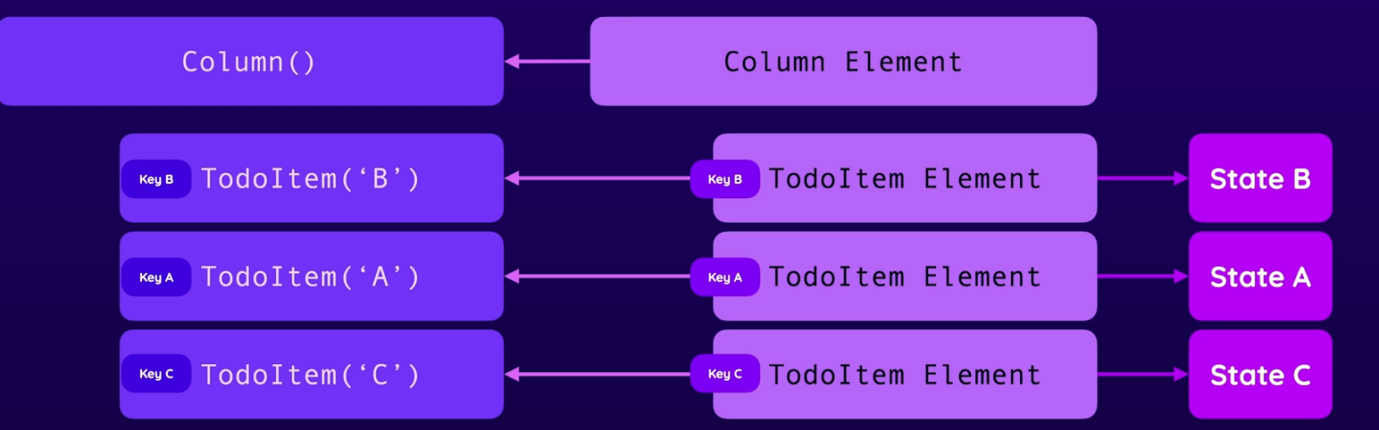 Column() Column Element
Key B TodoItem(‘B’) Key B TodoItem Element State B
Key A TodoItem(‘A’) Key A TodoItem Element State A
Key C TodoItem(‘C’) Key C TodoItem Element State C